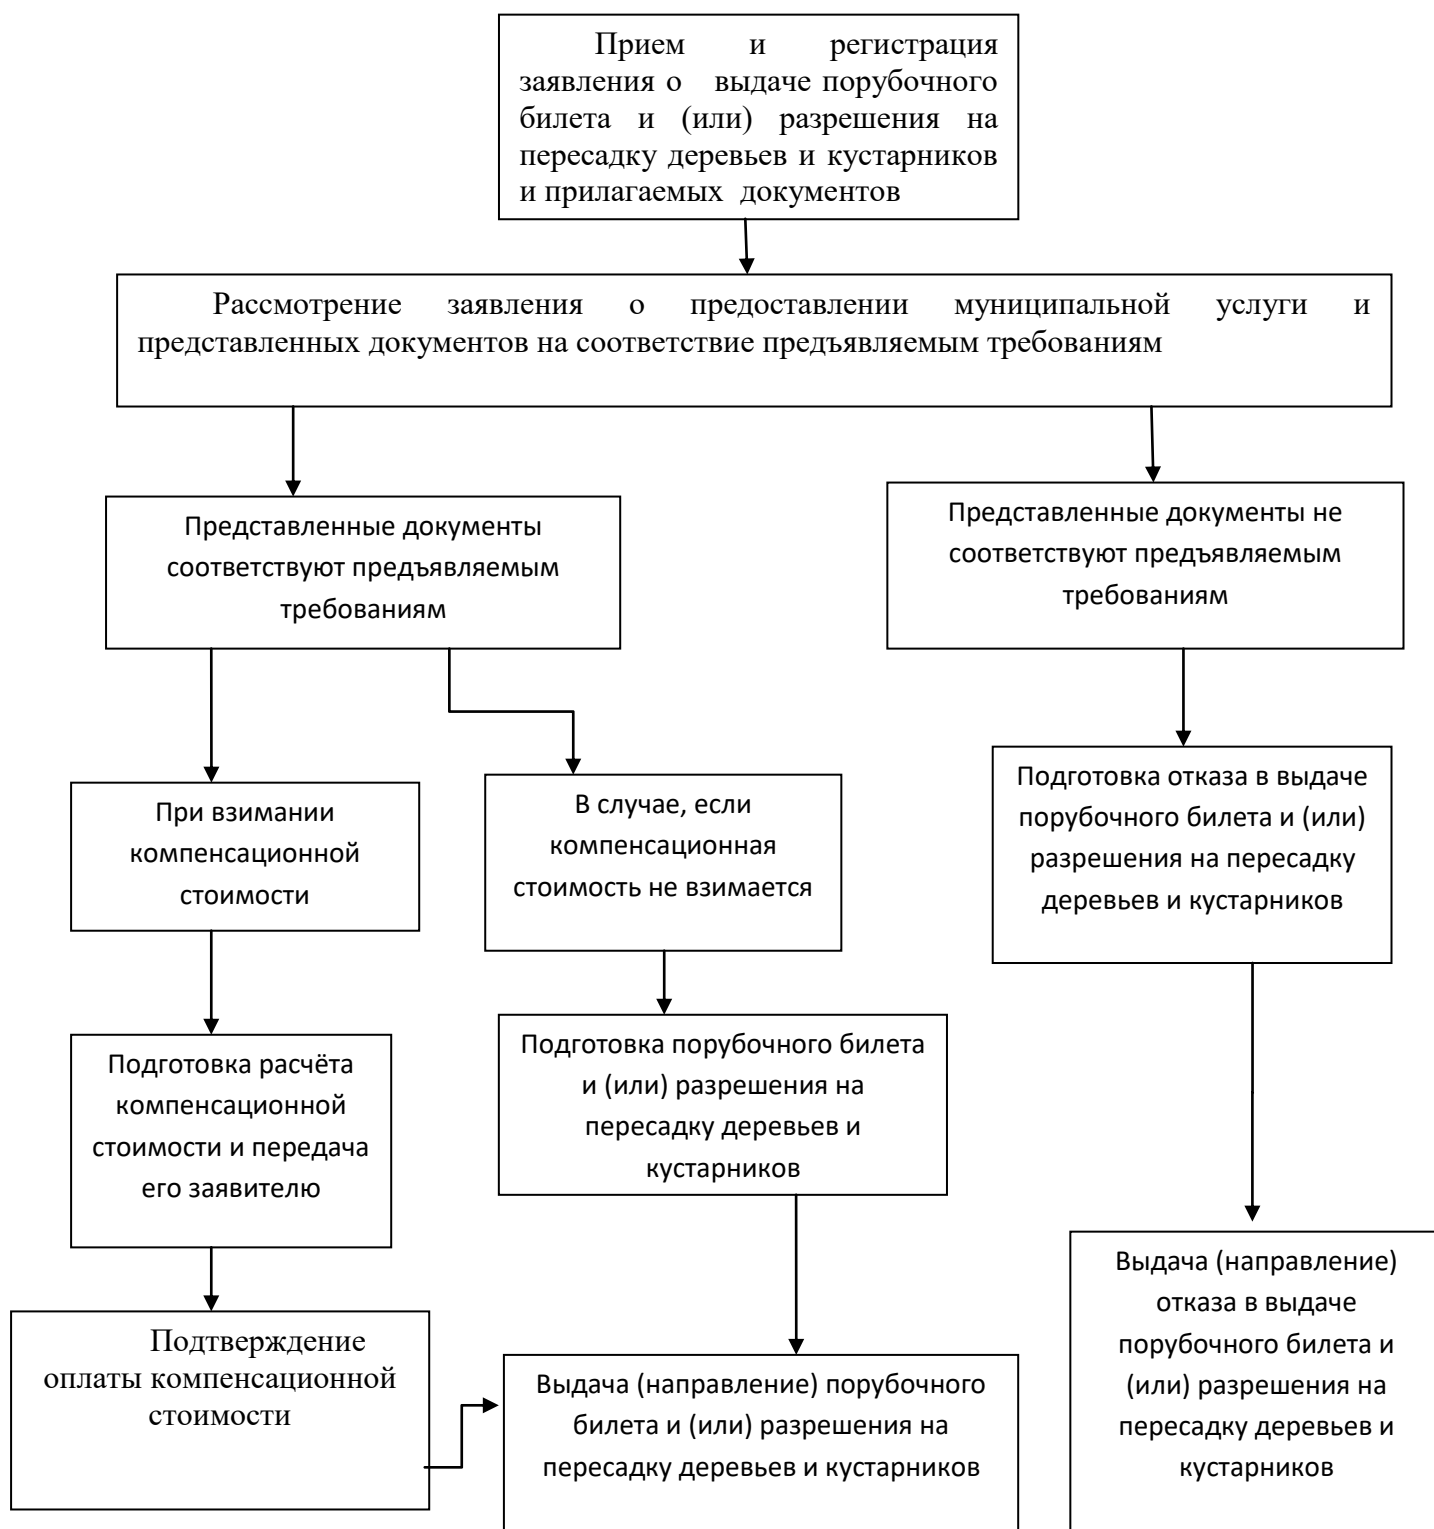 Прием и регистрация
заявления о выдаче порубочного
билета и (или) разрешения на
пересадку деревьев и кустарников
и прилагаемых документов
Рассмотрение заявления о предоставлении муниципальной услуги и
представленных документов на соответствие предъявляемым требованиям
Представленные документы
соответствуют предъявляемым
требованиям
Представленные документы не
соответствуют предъявляемым
требованиям
При взимании
компенсационной
стоимости
В случае, если
компенсационная
стоимость не взимается
Подготовка отказа в выдаче
порубочного билета и (или)
разрешения на пересадку
деревьев и кустарников
Подготовка расчёта
компенсационной
стоимости и передача
его заявителю
Подготовка порубочного билета
и (или) разрешения на
пересадку деревьев и
кустарников
Подтверждение
оплаты компенсационной
стоимости
Выдача (направление) порубочного
билета и (или) разрешения на
пересадку деревьев и кустарников
Выдача (направление)
отказа в выдаче
порубочного билета и
(или) разрешения на
пересадку деревьев и
кустарников